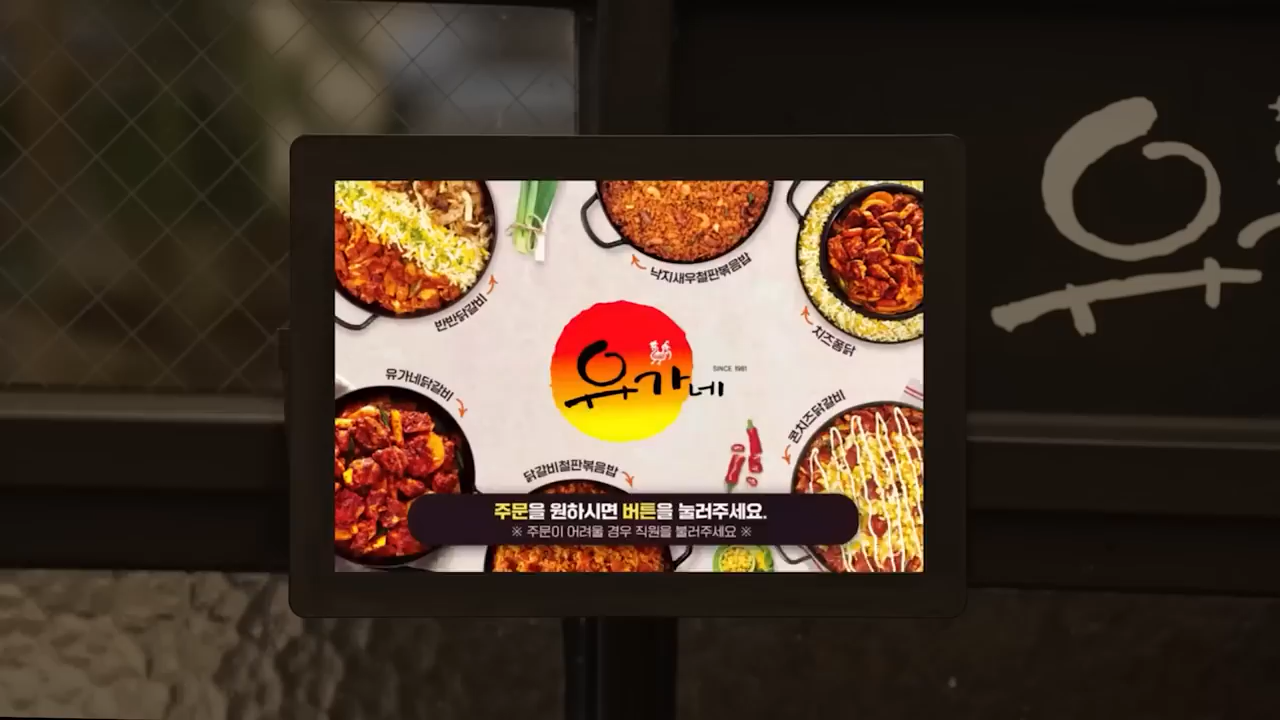 반반닭갈비
낙지새우철판볶음밥
치즈퐁닭
유가네
SINCE 1981
유가네닭갈비
콘치즈닭갈비
닭갈비철판볶음밥
주문을 원하시면 버튼을 눌러주세요.
※ 주문이 어려울 경우 직원을 불러주세요 ※
유